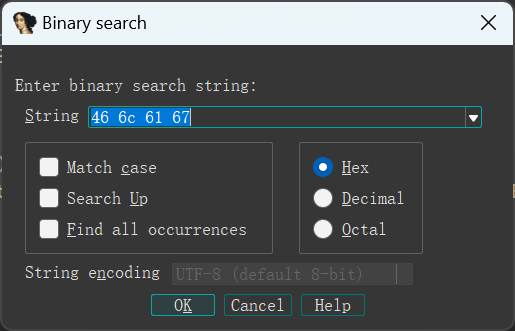 Binary search
Enter binary search string:
String 46 6c 61 67
Match case
Hex
Search Up
Decimal
Find all occurrences
Octal
String encoding UTF-8 (default 8-bit)
OK Cancel Help